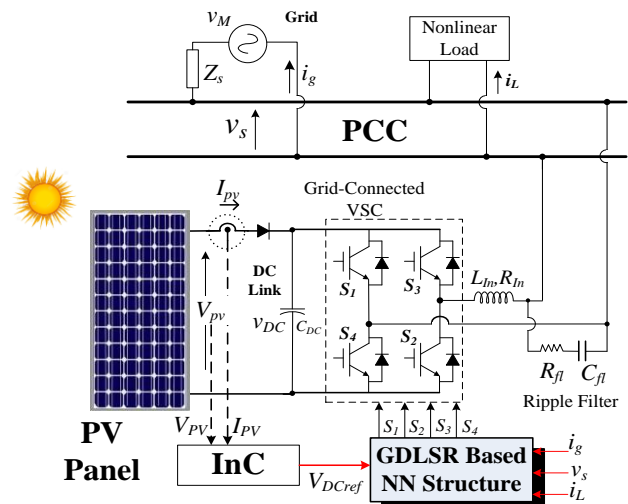 v_M
Grid
Z_s
i_g
Nonlinear
Load
i_L
v_s
PCC
I_pv
Grid-Connected
VSC
DC
Link
S_1
S_3
L_In, R_In
V_pv
v_DC
C_DC
S_4
S_2
R_fl
C_fl
Ripple Filter
V_PV
I_PV
S_1 S_2 S_3 S_4
PV
Panel
InC
V_DCref
GDLSR Based
NN Structure
i_g
v_s
i_L